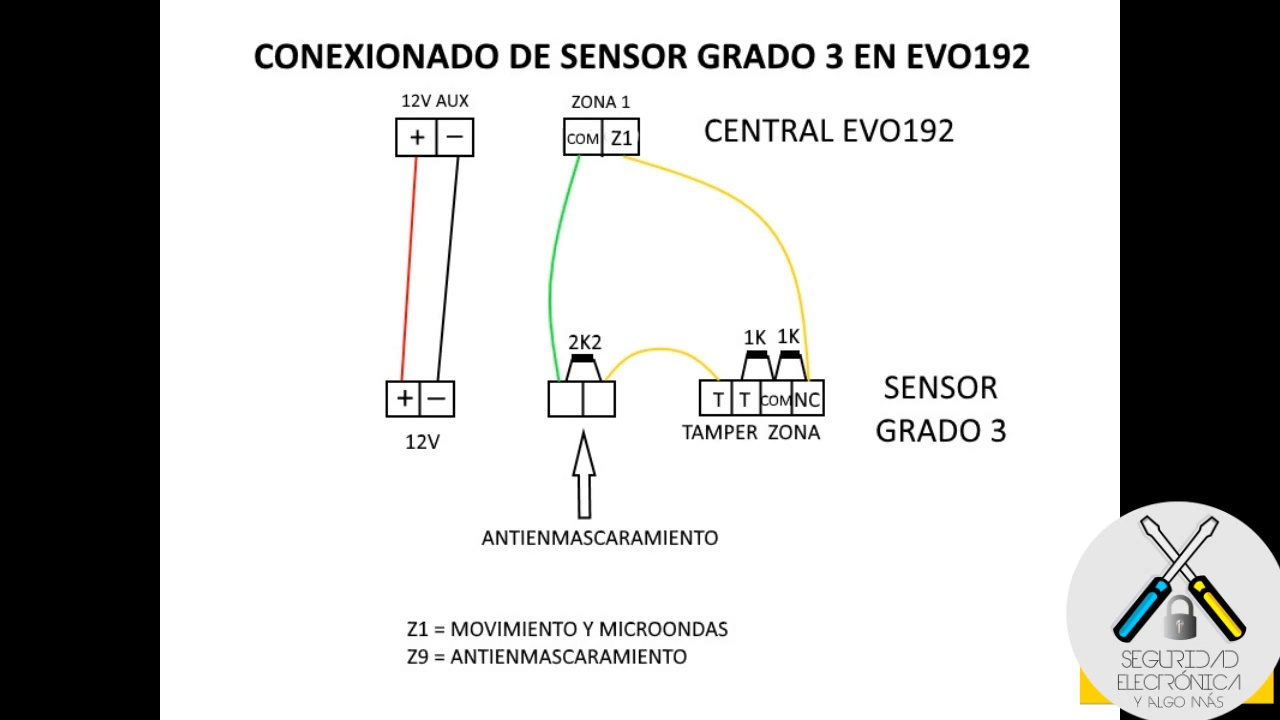 CONEXIONADO DE SENSOR GRADO 3 EN EVO192
12V AUX
ZONA 1
+ −
COM Z1
CENTRAL EVO192
2K2
1K 1K
+ −
T T COM NC
SENSOR
GRADO 3
12V
TAMPER ZONA
ANTIENMASCARAMIENTO
Z1 = MOVIMIENTO Y MICROONDAS
Z9 = ANTIENMASCARAMIENTO
SEGURIDAD
ELECTRÓNICA
Y ALGO MÁS